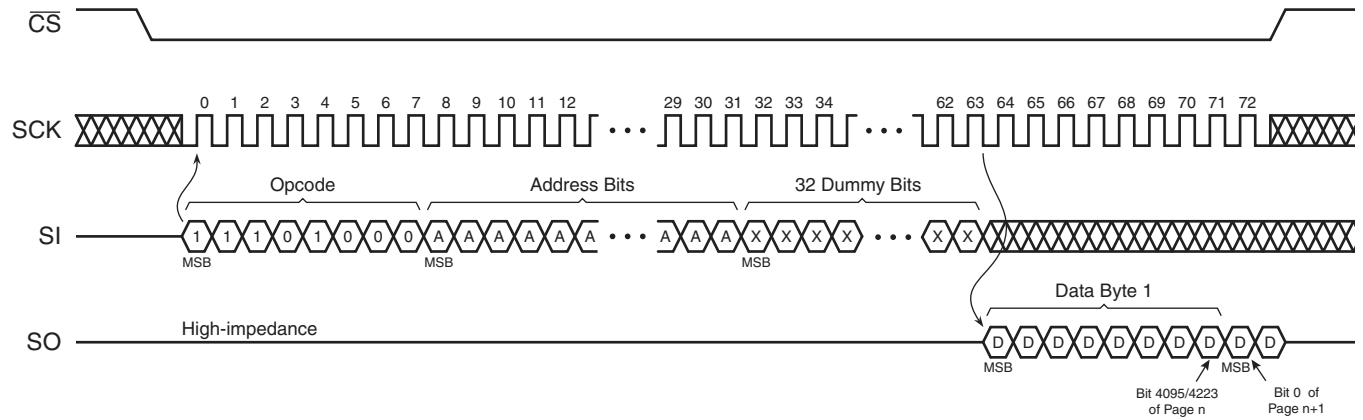 CS
0 1 2 3 4 5 6 7 8 9 10 11 12 29 30 31 32 33 34 62 63 64 65 66 67 68 69 70 71 72
SCK
Opcode Address Bits 32 Dummy Bits
SI 1 1 1 0 1 0 0 0 A A A A A A A A A X X X X X X
MSB MSB MSB
Data Byte 1
High-impedance
SO D D D D D D D D D D
MSB MSB
Bit 4095/4223
of Page n
Bit 0 of
Page n+1